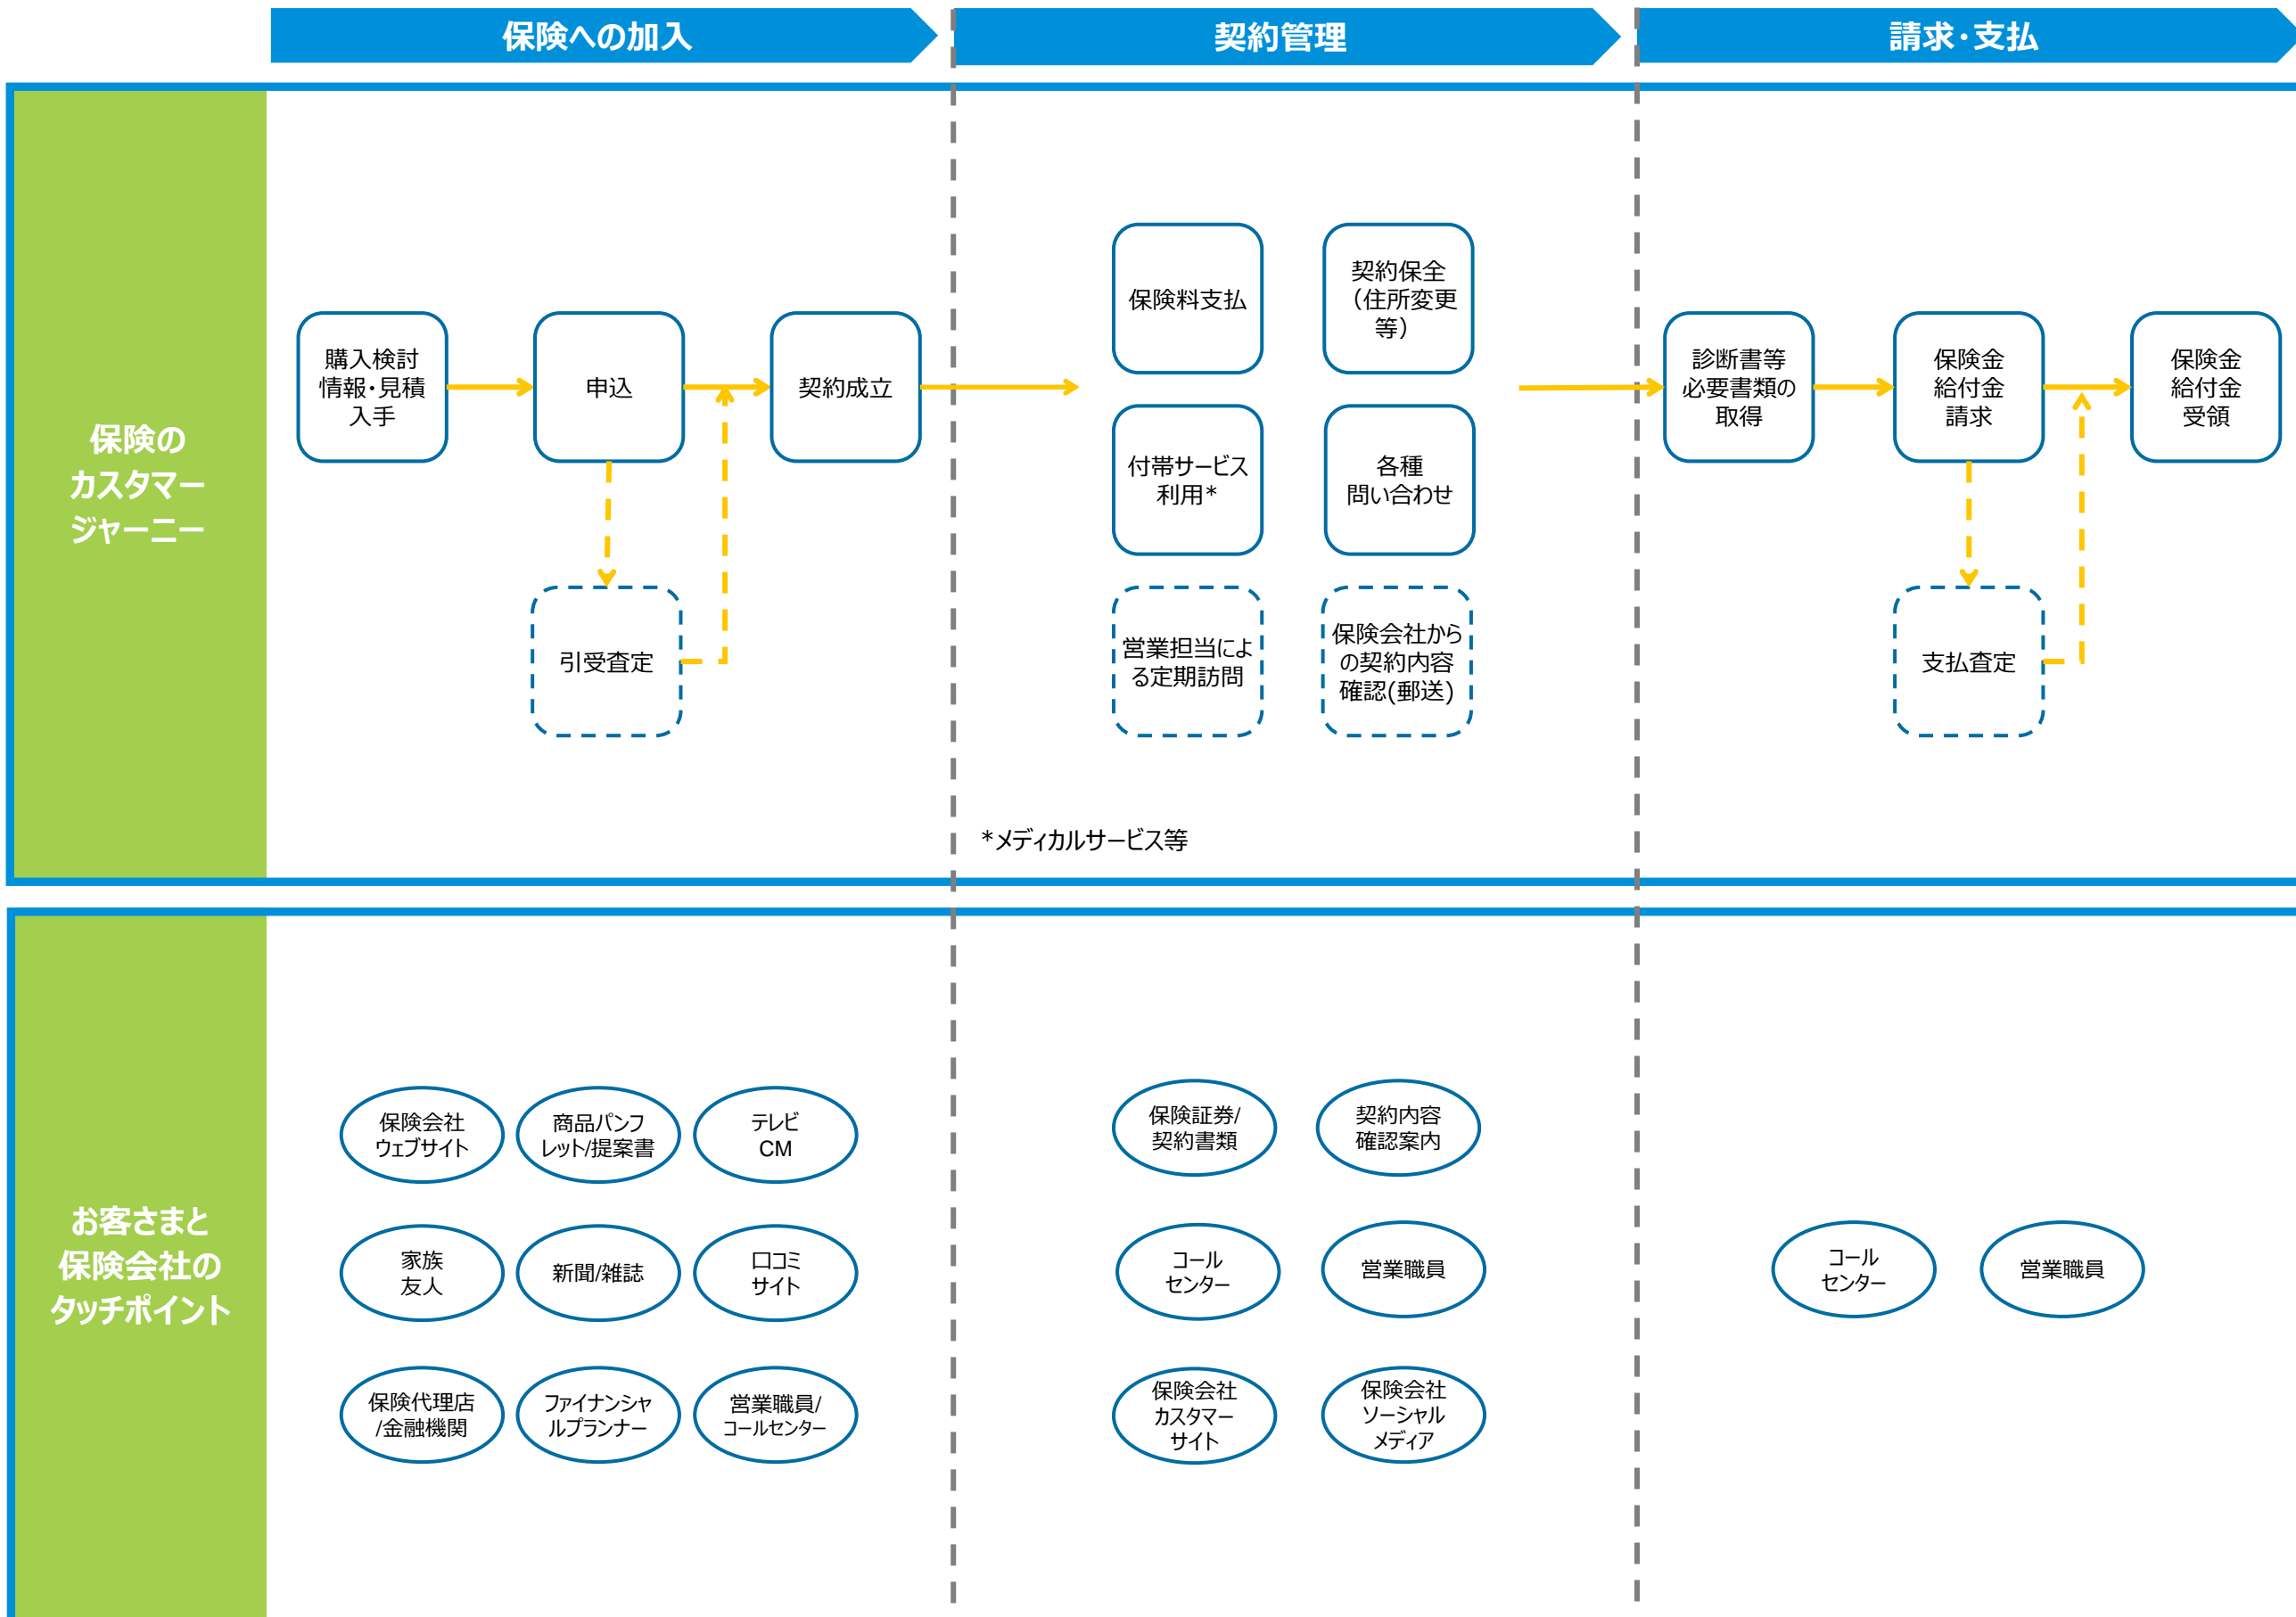 保険への加入
契約管理
請求・支払
保険の
カスタマー
ジャーニー
購入検討
情報・見積
入手
申込
契約成立
引受査定
保険料支払
契約保全
（住所変更
等）
付帯サービス
利用*
各種
問い合わせ
営業担当によ
る定期訪問
保険会社から
の契約内容
確認(郵送)
*メディカルサービス等
診断書等
必要書類の
取得
保険金
給付金
請求
保険金
給付金
受領
支払査定
お客さまと
保険会社の
タッチポイント
保険会社
ウェブサイト
商品パンフ
レット/提案書
テレビ
CM
家族
友人
新聞/雑誌
口コミ
サイト
保険代理店
/金融機関
ファイナンシャ
ルプランナー
営業職員/
コールセンター
保険証券/
契約書類
契約内容
確認案内
コール
センター
営業職員
保険会社
カスタマー
サイト
保険会社
ソーシャル
メディア
コール
センター
営業職員